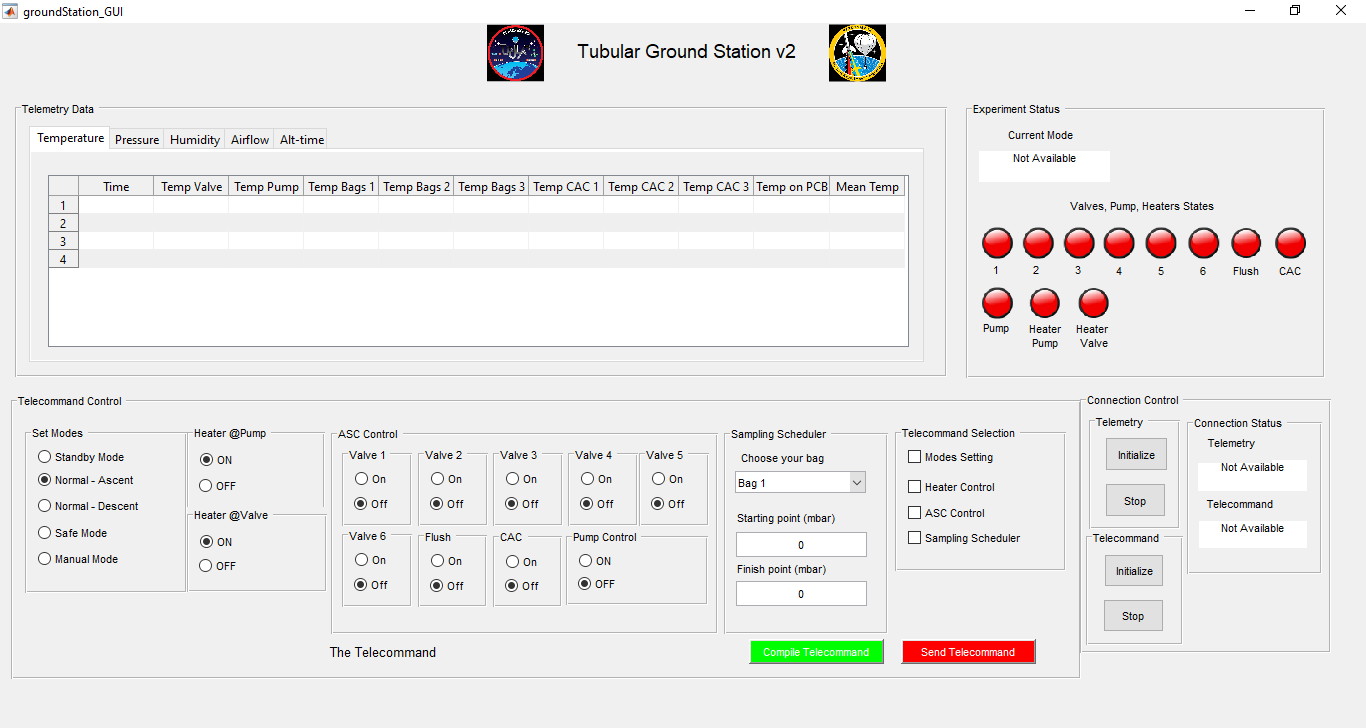 groundStation_GUI
Tubular Ground Station v2
Telemetry Data
Temperature Pressure Humidity Airflow Alt-time
Time Temp Valve Temp Pump Temp Bags 1 Temp Bags 2 Temp Bags 3 Temp CAC 1 Temp CAC 2 Temp CAC 3 Temp on PCB Mean Temp
1
2
3
4
Experiment Status
Current Mode
Not Available
Valves, Pump, Heaters States
1 2 3 4 5 6 Flush CAC
Pump Heater Heater
Pump Valve
Telecommand Control
Set Modes
Standby Mode
Normal - Ascent
Normal - Descent
Safe Mode
Manual Mode
Heater @Pump
ON
OFF
Heater @Valve
ON
OFF
ASC Control
Valve 1 Valve 2 Valve 3 Valve 4 Valve 5
On On On On On
Off Off Off Off Off
Valve 6 Flush CAC Pump Control
On On On ON
Off Off Off OFF
Sampling Scheduler
Choose your bag
Bag 1
Starting point (mbar)
0
Finish point (mbar)
0
Telecommand Selection
Modes Setting
Heater Control
ASC Control
Sampling Scheduler
The Telecommand
Compile Telecommand
Send Telecommand
Connection Control
Telemetry
Initialize
Stop
Telecommand
Initialize
Stop
Connection Status
Telemetry
Not Available
Telecommand
Not Available